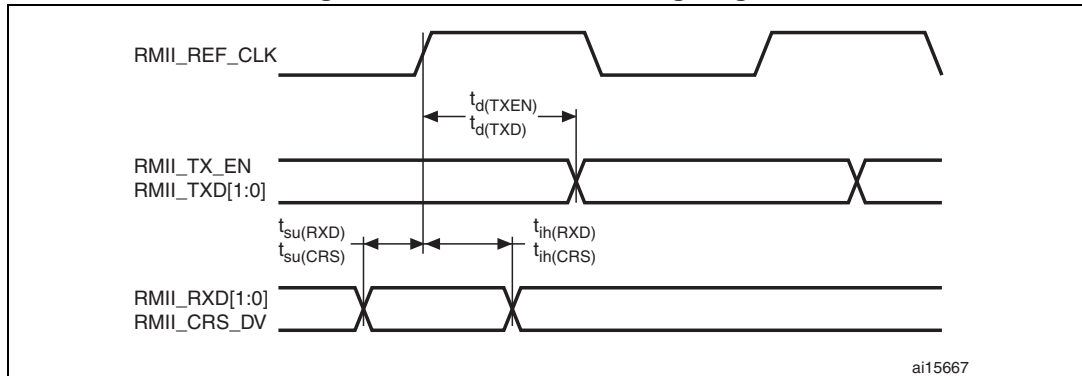 RMII_REF_CLK
td(TXEN)
td(TXD)
RMII_TX_EN
RMII_TXD[1:0]
tsu(RXD)
tsu(CRS)
tih(RXD)
tih(CRS)
RMII_RXD[1:0]
RMII_CRS_DV
ai15667